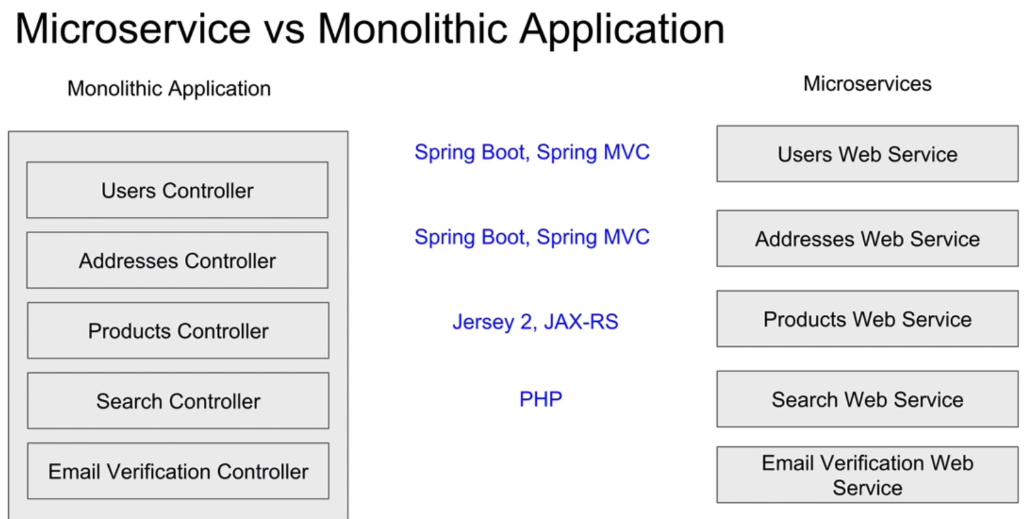 Microservice vs Monolithic Application
Monolithic Application
Users Controller
Addresses Controller
Products Controller
Search Controller
Email Verification Controller
Spring Boot, Spring MVC
Spring Boot, Spring MVC
Jersey 2, JAX-RS
PHP
Microservices
Users Web Service
Addresses Web Service
Products Web Service
Search Web Service
Email Verification Web
Service